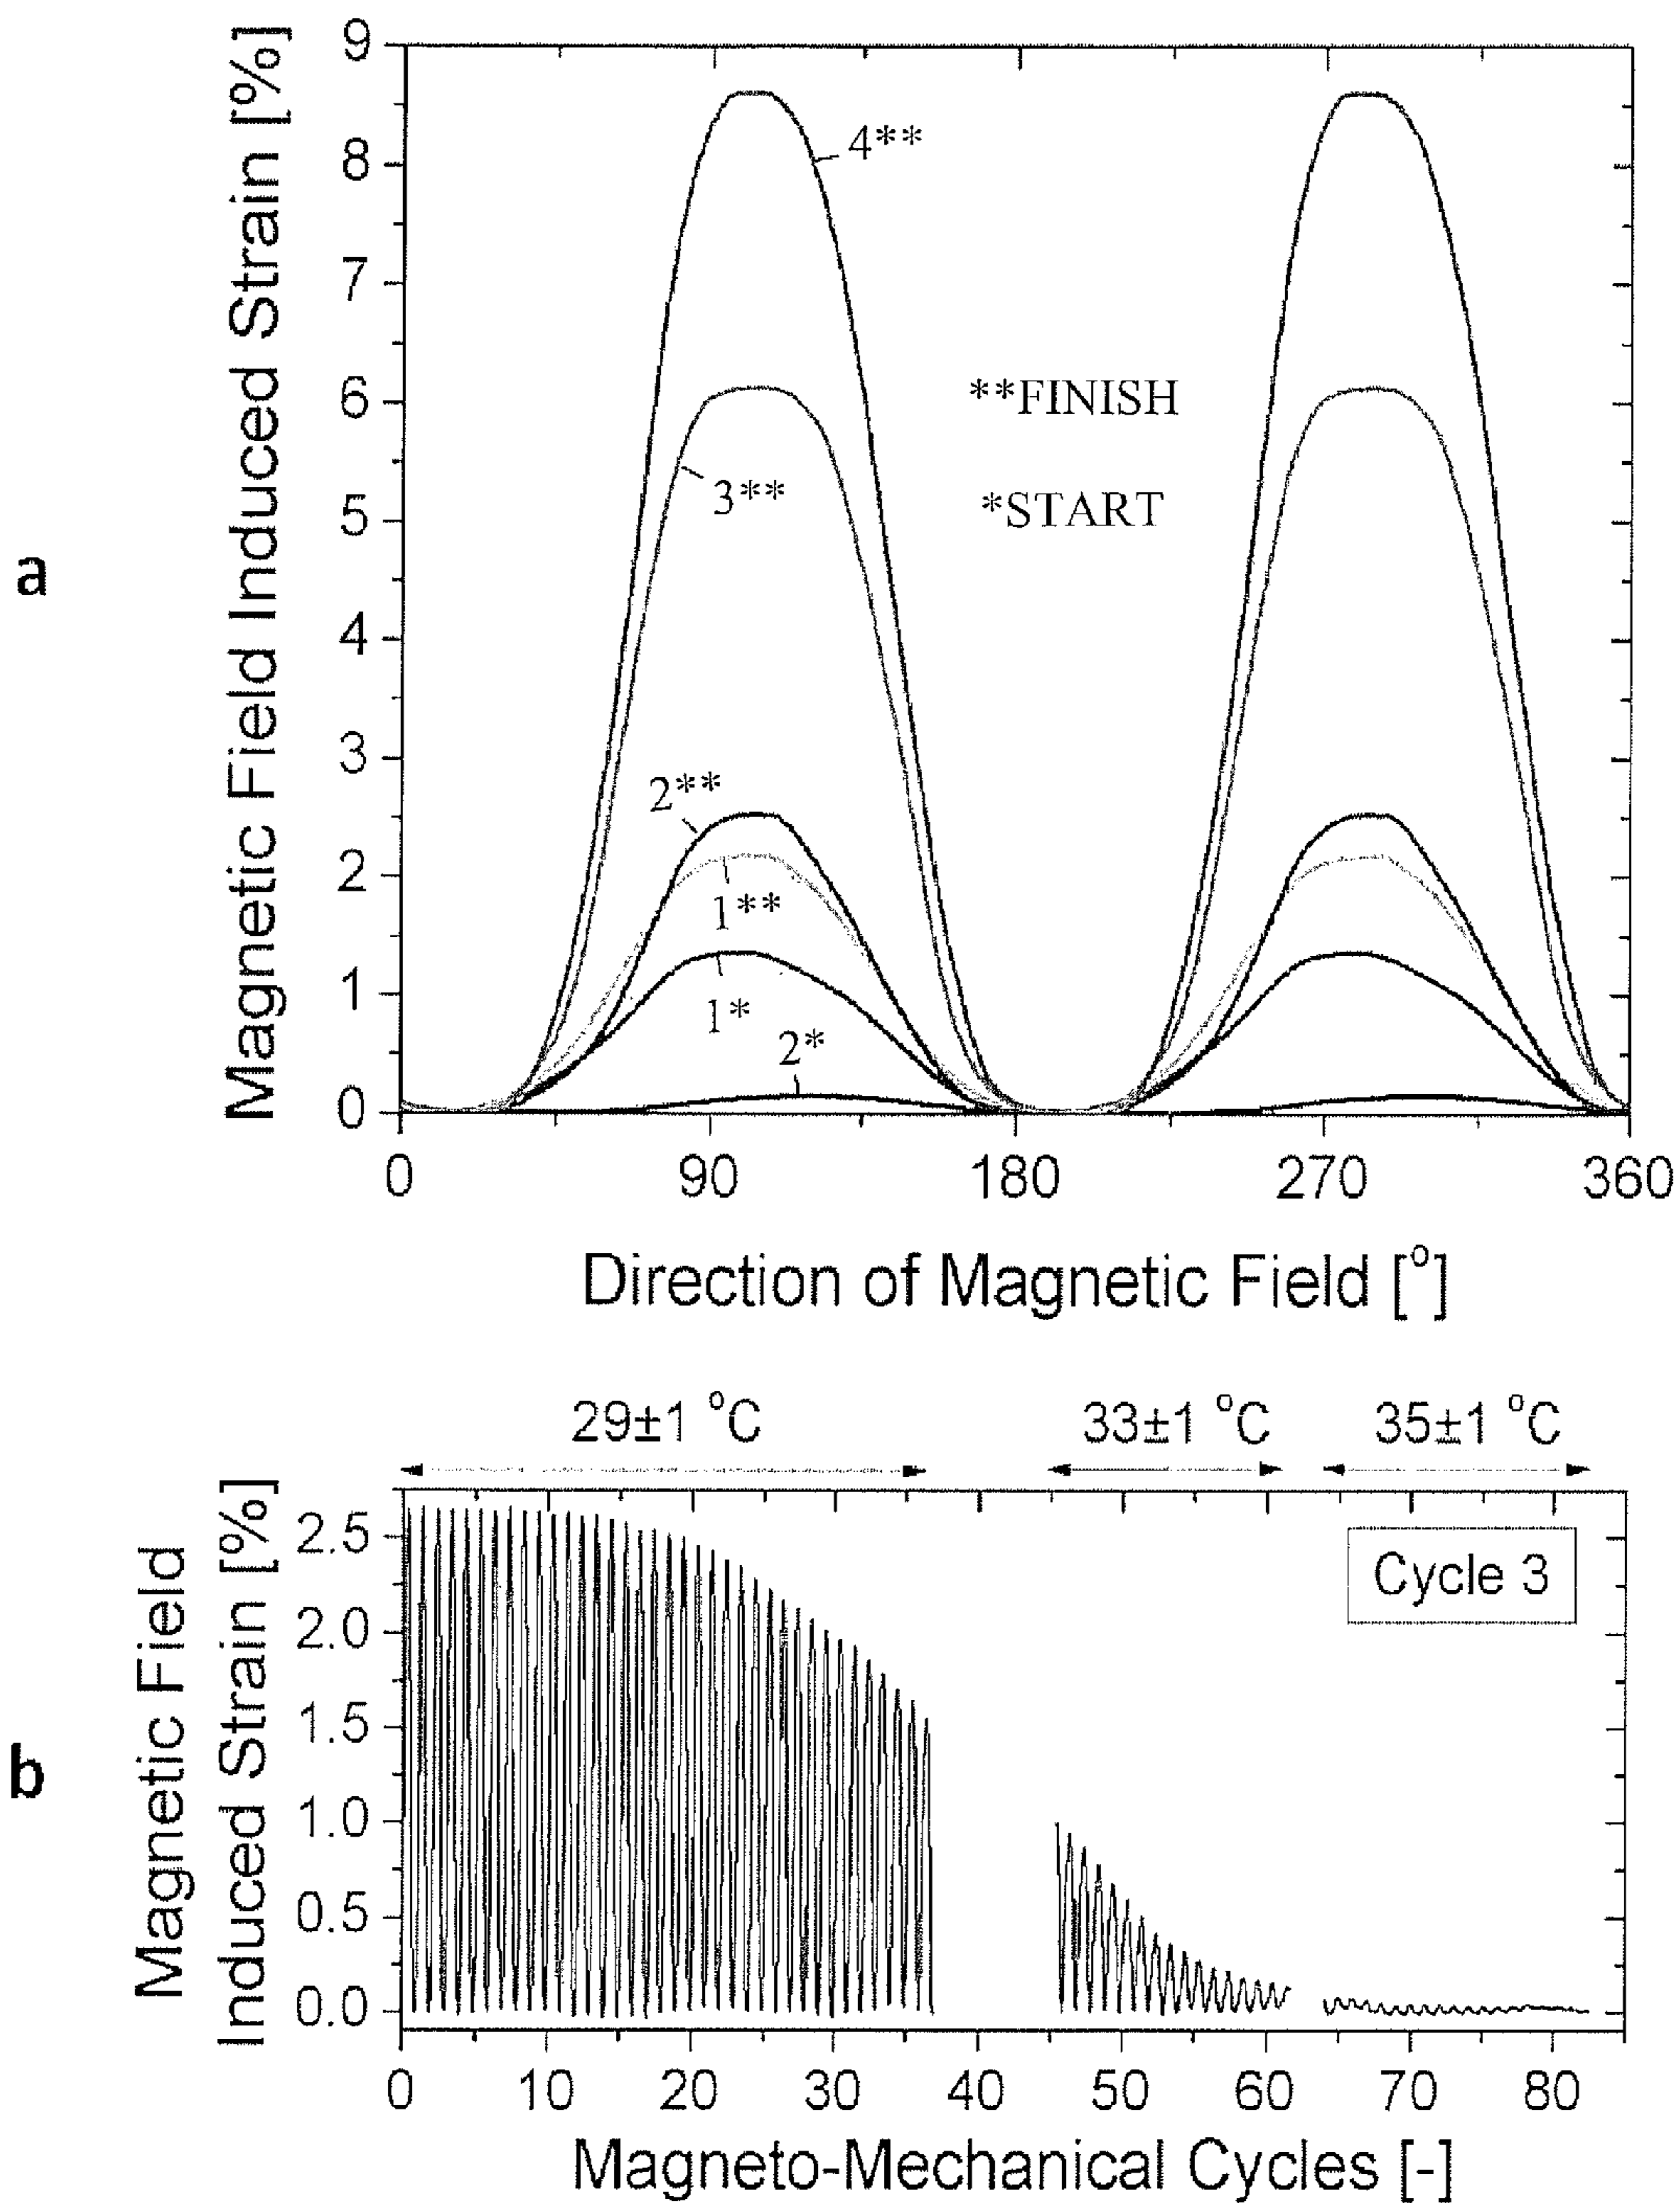 a
Magnetic Field Induced Strain [%]
9
8
7
6
5
4
3
2
1
0
4**
**FINISH
3**
*START
2**
1**
1*
2*
0 90 180 270 360
Direction of Magnetic Field [°]
b
29±1 °C 33±1 °C 35±1 °C
Magnetic Field
Induced Strain [%]
2.5
2.0
1.5
1.0
0.5
0.0
Cycle 3
0 10 20 30 40 50 60 70 80
Magneto-Mechanical Cycles [-]